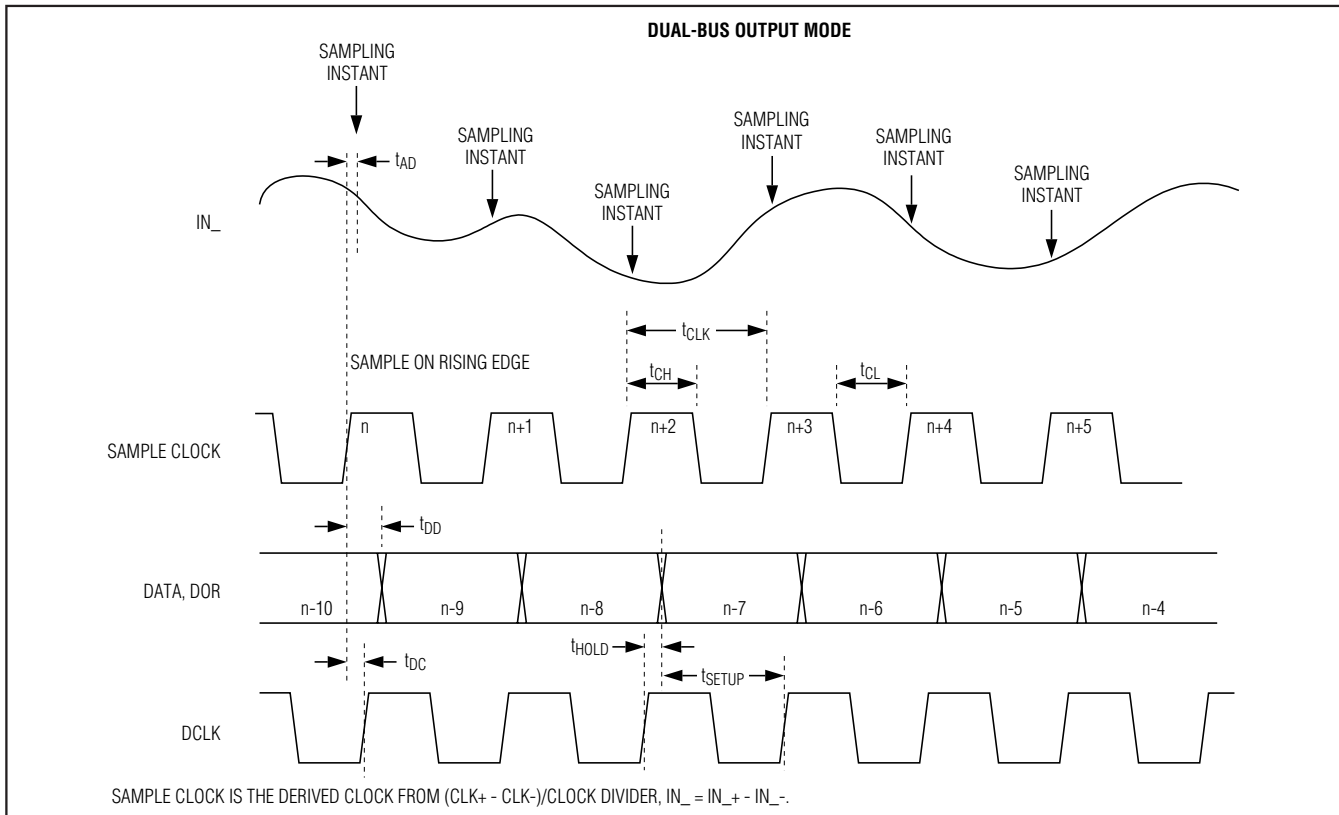 DUAL-BUS OUTPUT MODE
SAMPLING
INSTANT
SAMPLING
INSTANT
SAMPLING
INSTANT
SAMPLING
INSTANT
SAMPLING
INSTANT
SAMPLING
INSTANT
tAD
IN_
tCLK
SAMPLE ON RISING EDGE
tCH
tCL
SAMPLE CLOCK
n
n+1
n+2
n+3
n+4
n+5
tDD
DATA, DOR
n-10
n-9
n-8
n-7
n-6
n-5
n-4
tDC
tHOLD
tSETUP
DCLK
SAMPLE CLOCK IS THE DERIVED CLOCK FROM (CLK+ - CLK-)/CLOCK DIVIDER, IN_ = IN_+ - IN_-.